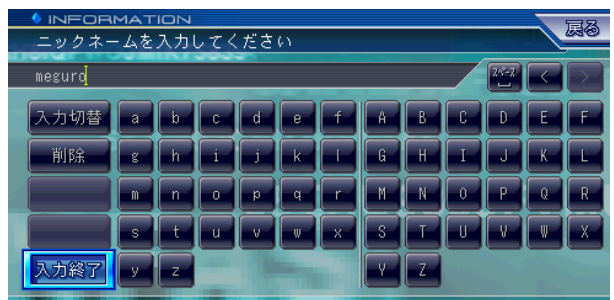 INFORMATION
戻る
ニックネームを入力してください
meguro
スペース < >
入力切替 a b c d e f A B C D E F
削除 g h i j k l G H I J K L
m n o p q r M N O P Q R
s t u v w x S T U V W X
入力終了 y z Y Z